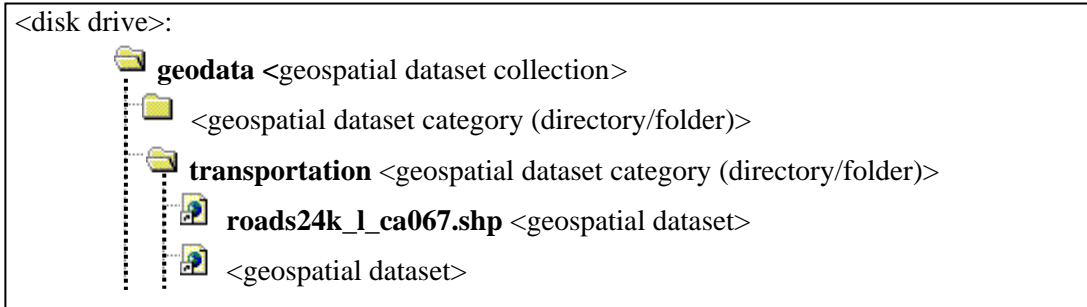 <disk drive>:
geodata <geospatial dataset collection>
<geospatial dataset category (directory/folder)>
transportation <geospatial dataset category (directory/folder)>
roads24k_l_ca067.shp <geospatial dataset>
<geospatial dataset>